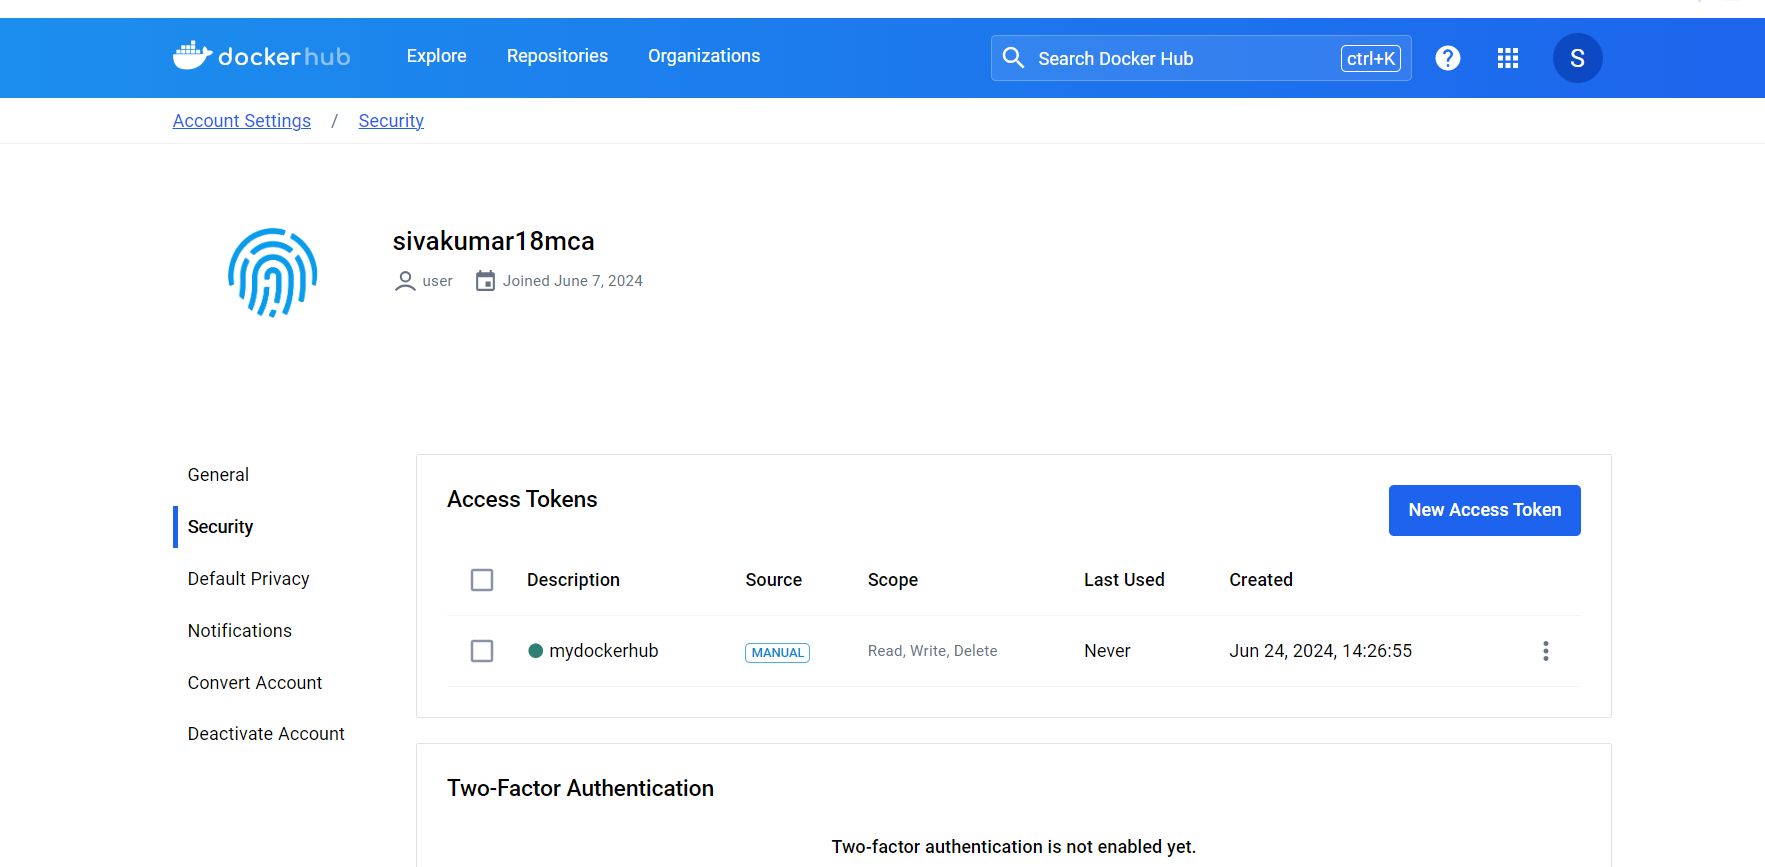 dockerhub Explore Repositories Organizations Search Docker Hub ctrl+K ? S
Account Settings / Security
sivakumar18mca
user Joined June 7, 2024
General
Security
Default Privacy
Notifications
Convert Account
Deactivate Account
Access Tokens
New Access Token
Description Source Scope Last Used Created
mydockerhub MANUAL Read, Write, Delete Never Jun 24, 2024, 14:26:55
Two-Factor Authentication
Two-factor authentication is not enabled yet.